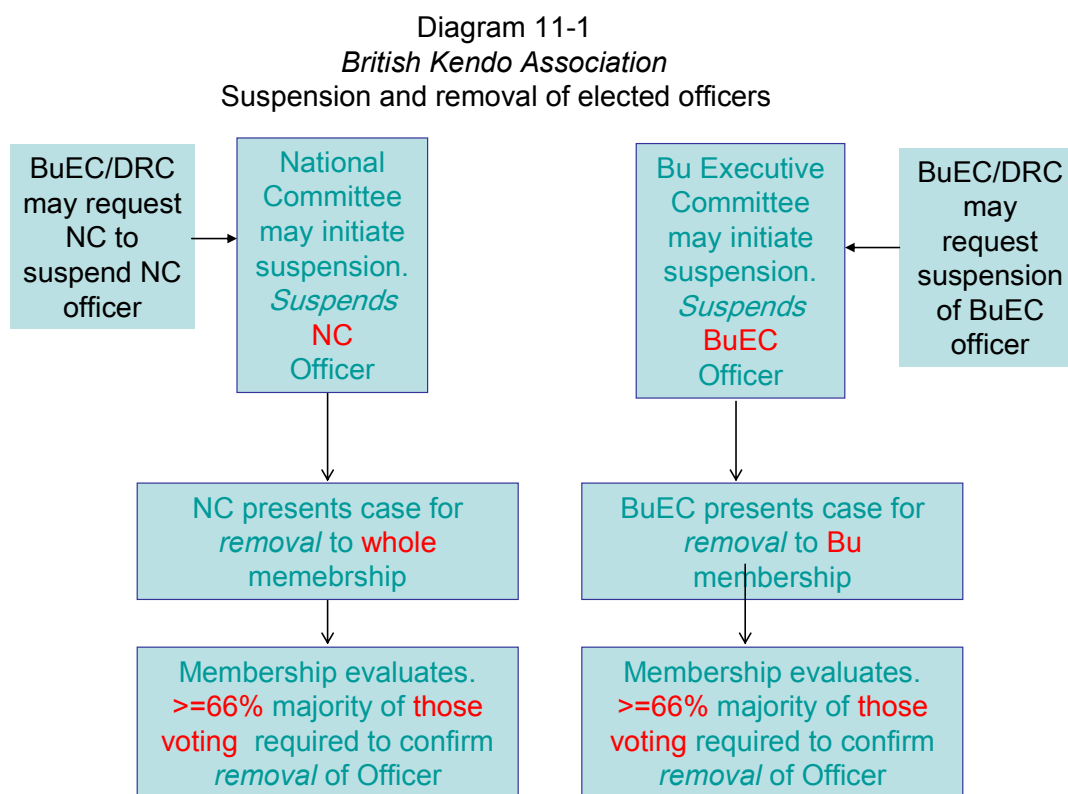 Diagram 11-1
British Kendo Association
Suspension and removal of elected officers
BuEC/DRC
may request
NC to
suspend NC
officer
National
Committee
may initiate
suspension.
Suspends
NC
Officer
Bu Executive
Committee
may initiate
suspension.
Suspends
BuEC
Officer
BuEC/DRC
may
request
suspension
of BuEC
officer
NC presents case for
removal to whole
memebrship
BuEC presents case for
removal to Bu
membership
Membership evaluates.
>=66% majority of those
voting required to confirm
removal of Officer
Membership evaluates.
>=66% majority of those
voting required to confirm
removal of Officer